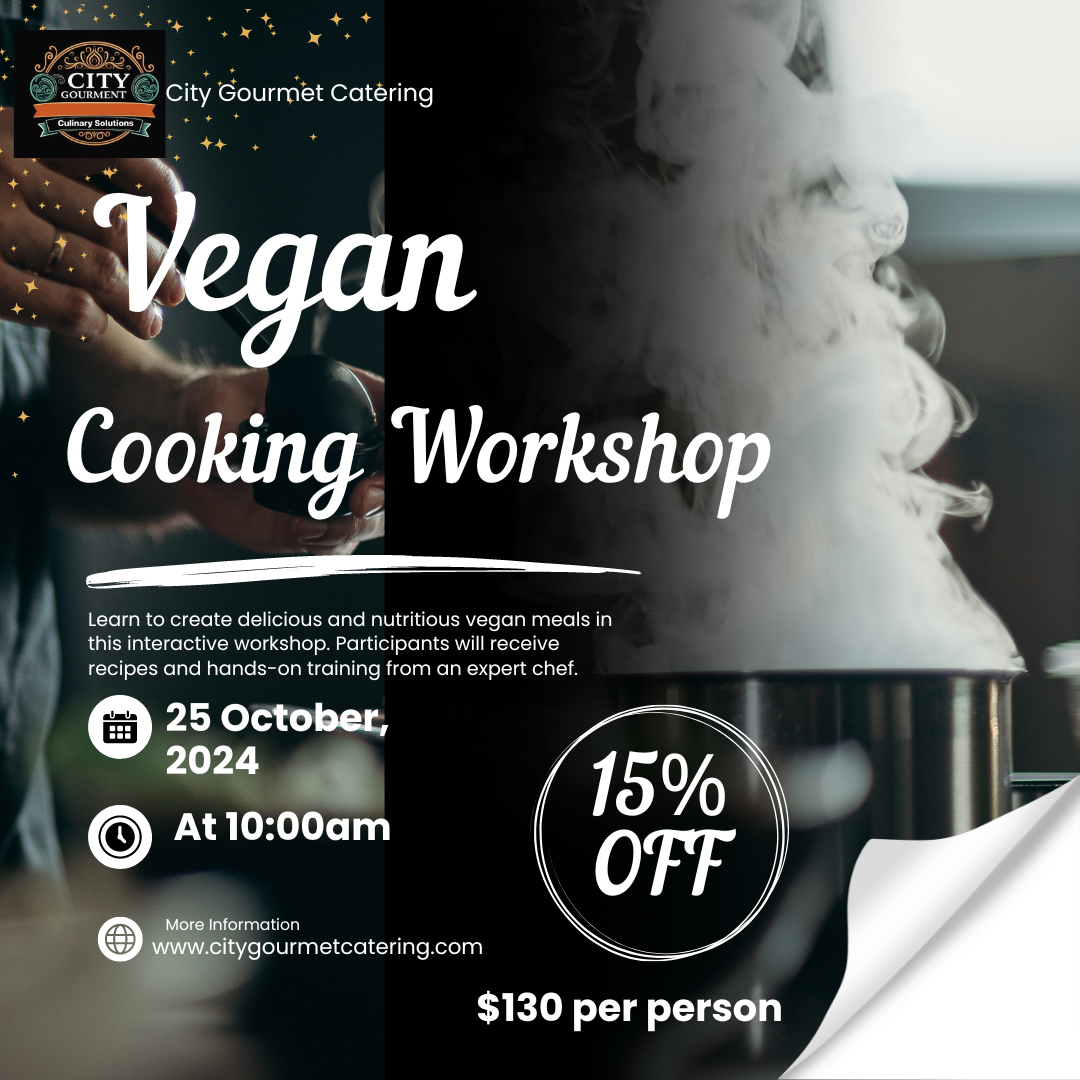 CITY
GOURMENT
Culinary Solutions
City Gourmet Catering
Vegan
Cooking Workshop
Learn to create delicious and nutritious vegan meals in
this interactive workshop. Participants will receive
recipes and hands-on training from an expert chef.
25 October,
2024
At 10:00am
15%
OFF
More Information
www.citygourmetcatering.com
$130 per person